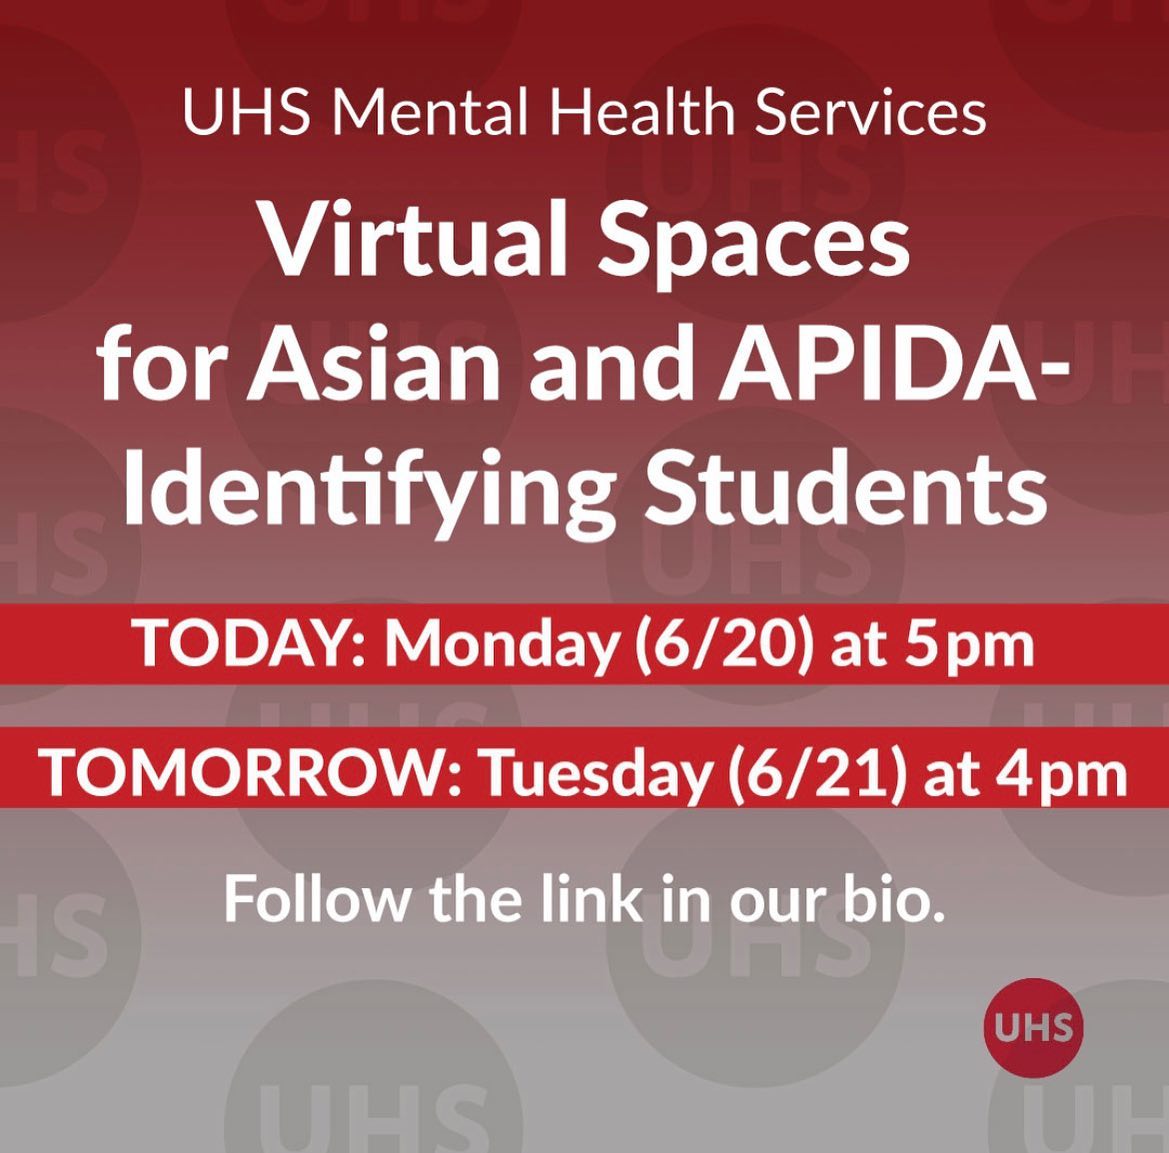 UHS Mental Health Services
Virtual Spaces
for Asian and APIDA-
Identifying Students
TODAY: Monday (6/20) at 5pm
TOMORROW: Tuesday (6/21) at 4pm
Follow the link in our bio.
UHS